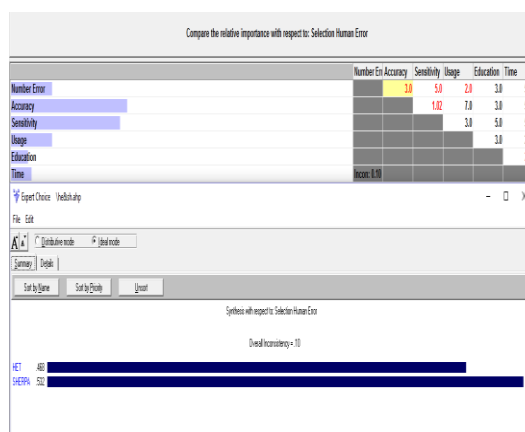 Compare the relative importance with respect to: Selection Human Error
Number Err Accuracy Sensitivity Usage Education Time
Number Error 3.0 5.0 2.0 3.0
Accuracy 1.02 7.0 3.0
Sensitivity 3.0 5.0
Usage 3.0
Education
Time Incon: 0.10
Expert Choice
File Edit
Distributive mode Ideal mode
Summary Details
Sort by Name Sort by Priority Unsort
Synthesis with respect to: Selection Human Error
Overall Inconsistency = .10
HET .468
SHERPA .532